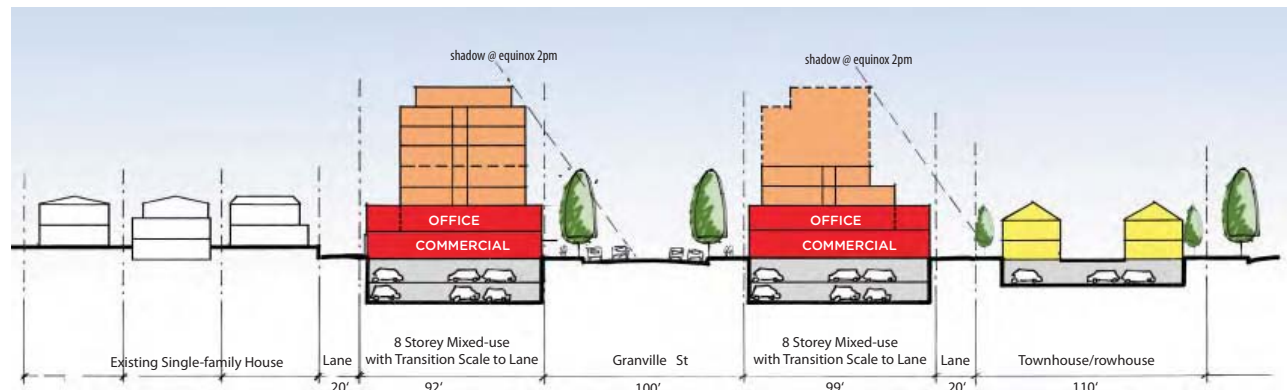 shadow @ equinox 2pm
shadow @ equinox 2pm
OFFICE
COMMERCIAL
OFFICE
COMMERCIAL
Existing Single-family House
Lane
8 Storey Mixed-use
with Transition Scale to Lane
Granville St
8 Storey Mixed-use
with Transition Scale to Lane
Lane
Townhouse/rowhouse
20'
92'
100'
99'
20'
110'